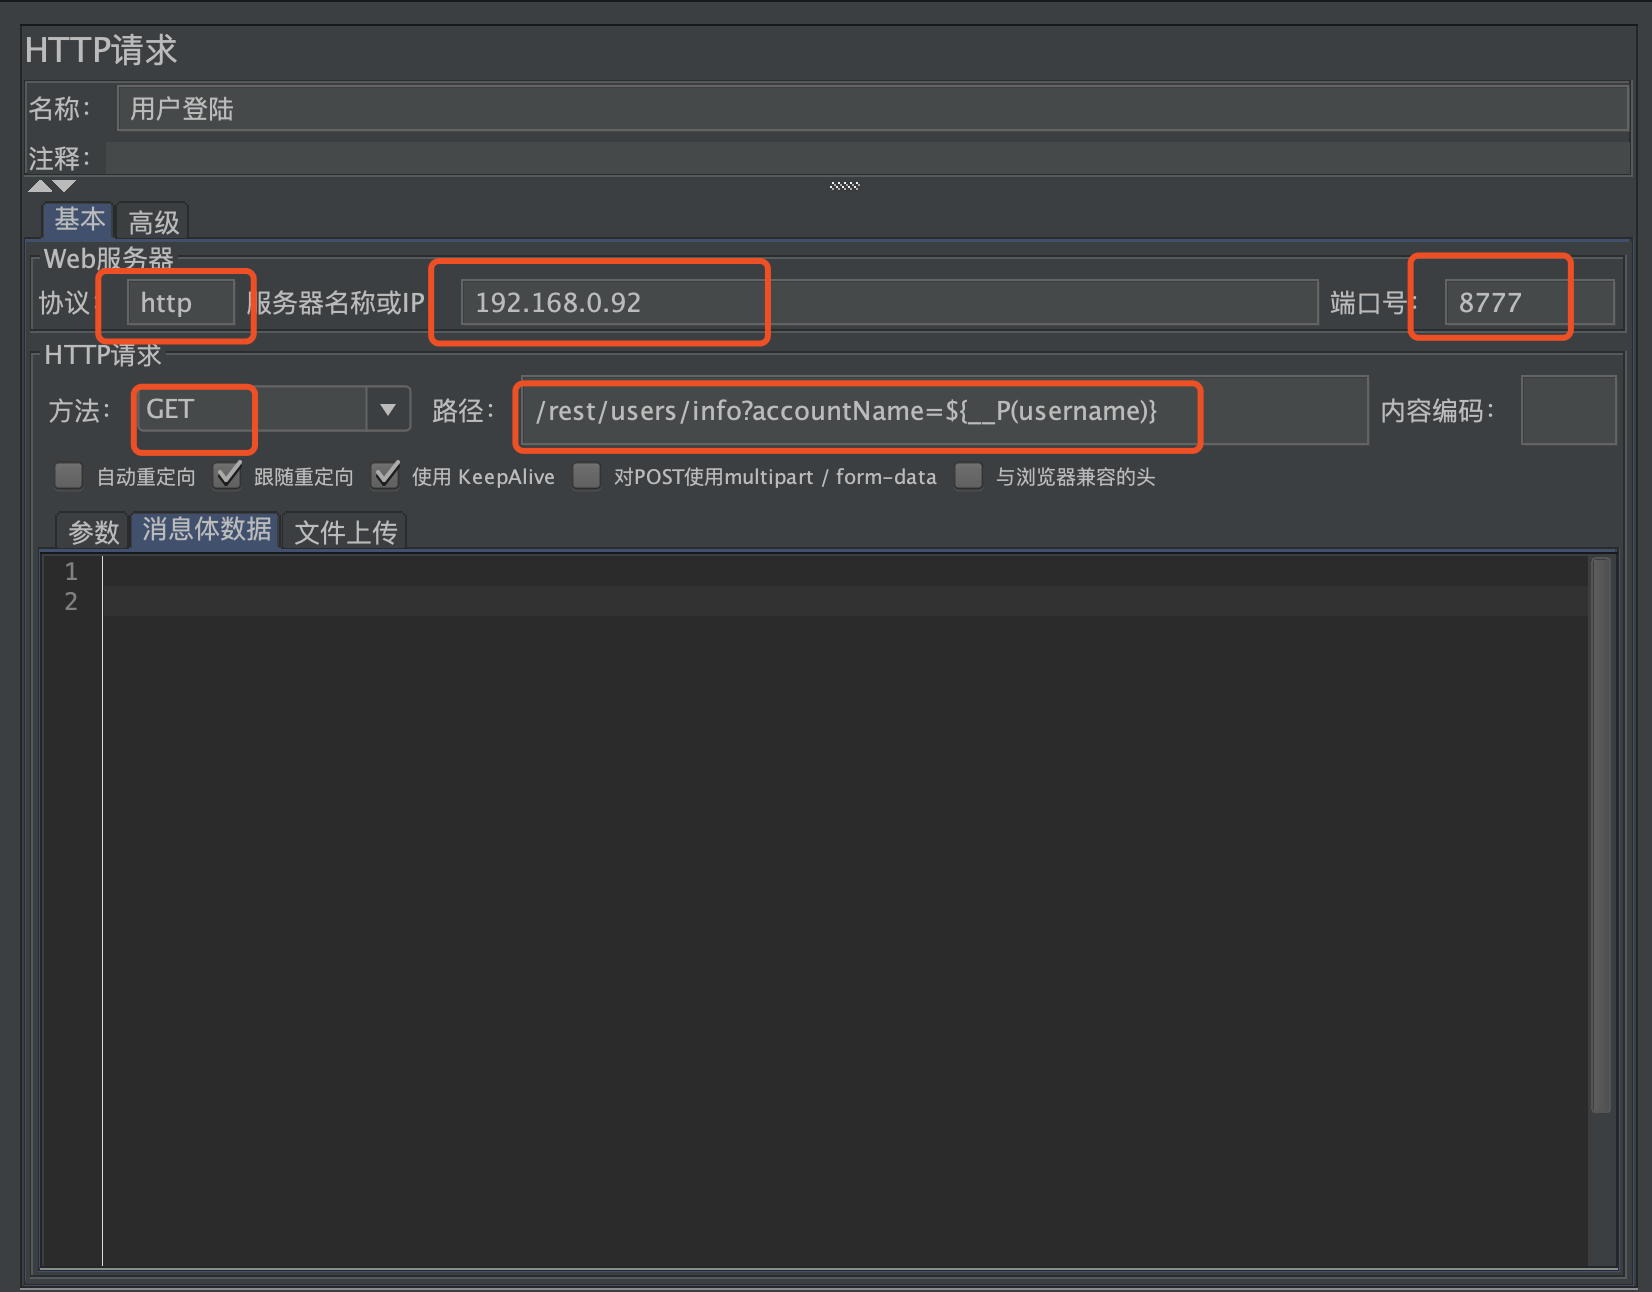 HTTP请求
名称： 用户登陆
注释：
基本 高级
Web服务器
协议： http 服务器名称或IP 192.168.0.92 端口号： 8777
HTTP请求
方法： GET 路径： /rest/users/info?accountName=${__P(username)} 内容编码：
自动重定向 跟随重定向 使用 KeepAlive 对POST使用multipart / form-data 与浏览器兼容的头
参数 消息体数据 文件上传
1
2